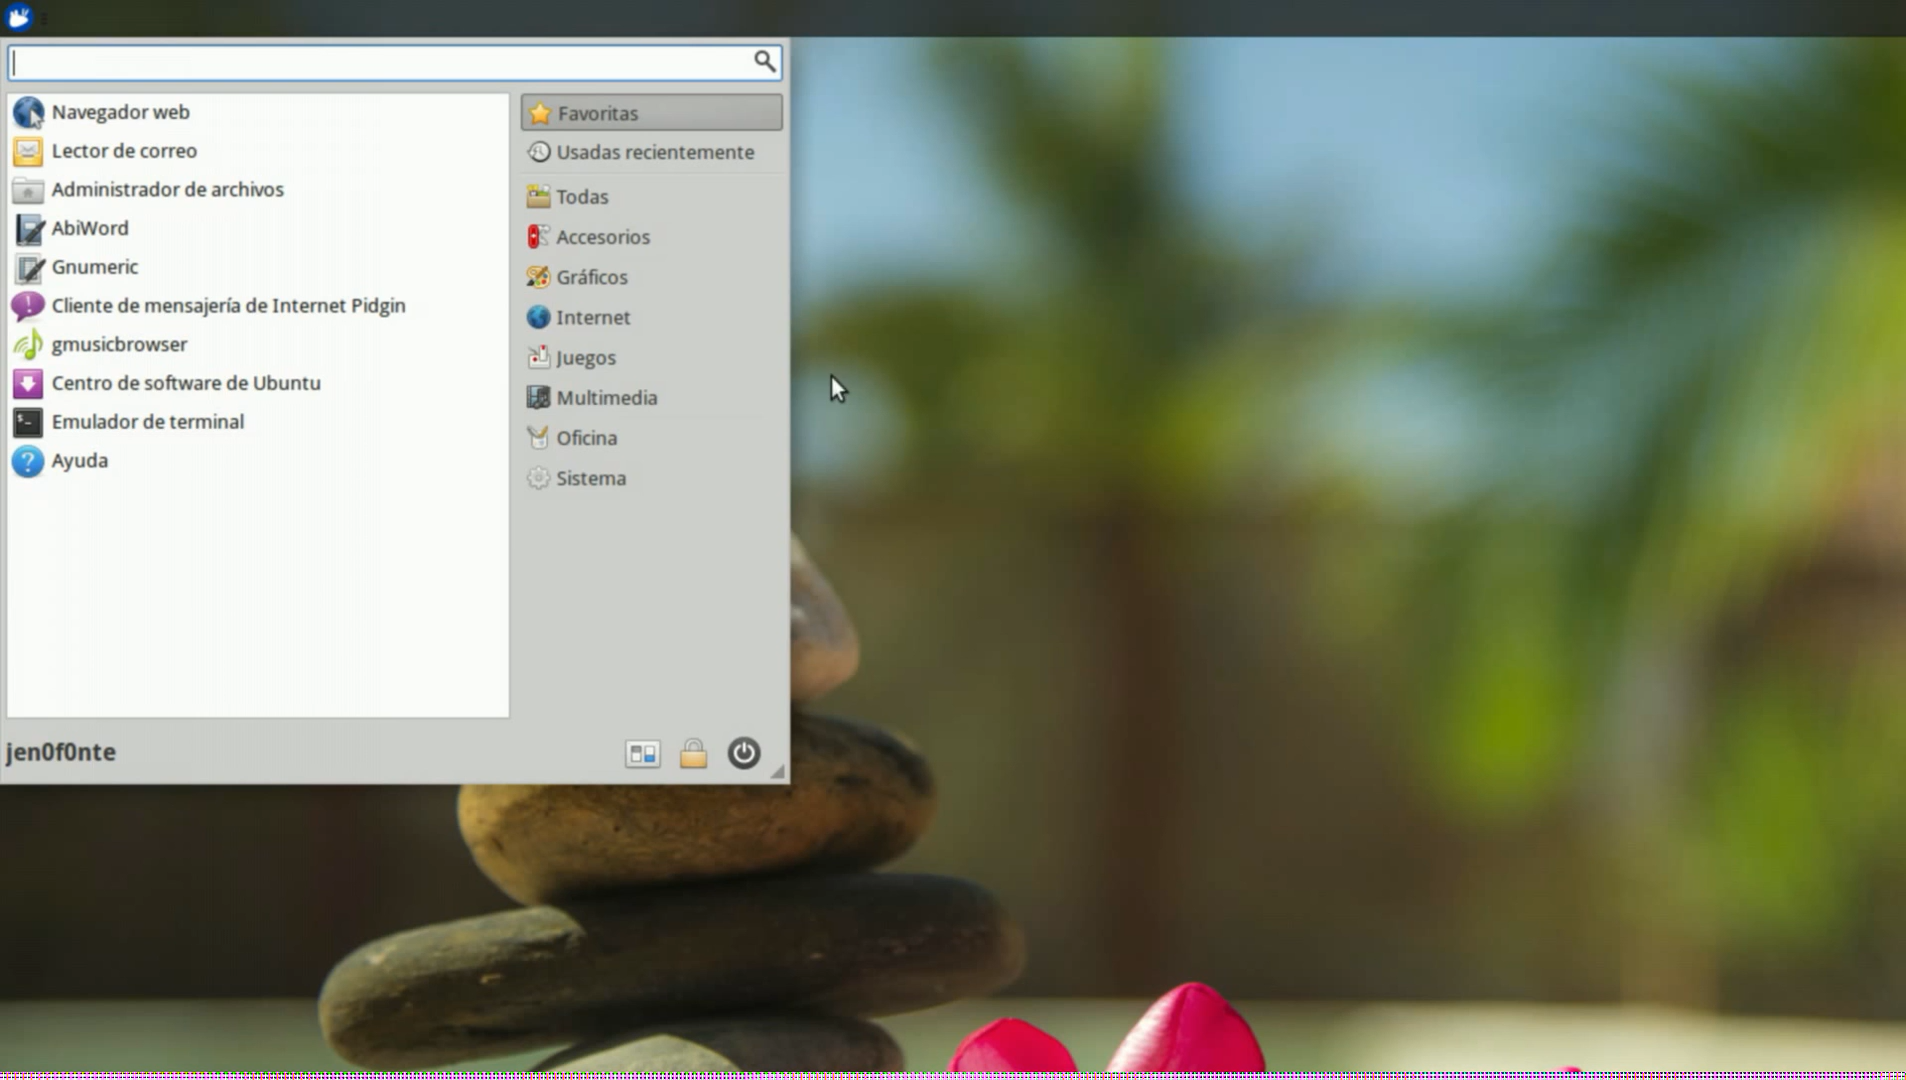 Navegador web
Lector de correo
Administrador de archivos
AbiWord
Gnumeric
Cliente de mensajería de Internet Pidgin
gmusicbrowser
Centro de software de Ubuntu
Emulador de terminal
Ayuda
Favoritas
Usadas recientemente
Todas
Accesorios
Gráficos
Internet
Juegos
Multimedia
Oficina
Sistema
jen0f0nte